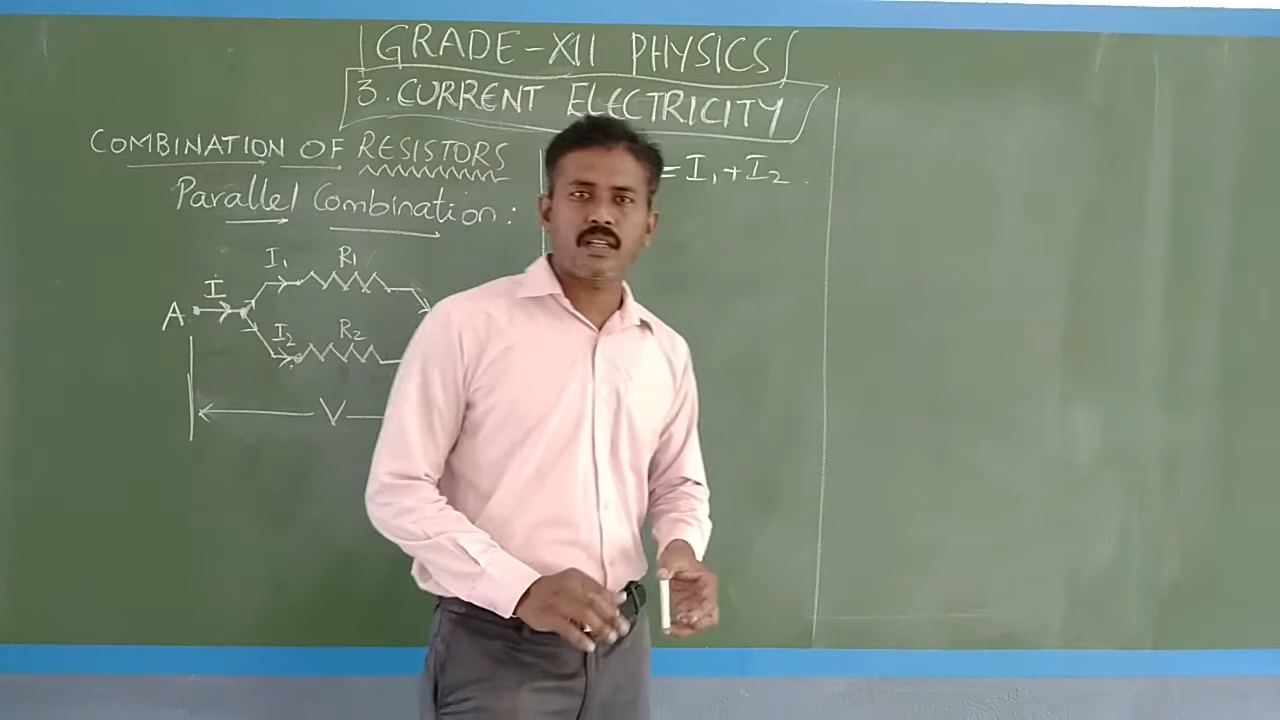 GRADE-XII PHYSICS
3. CURRENT ELECTRICITY
COMBINATION OF RESISTORS
= I₁ + I₂ .
Parallel Combination :
I₁ R₁
I
A
I₂ R₂
V